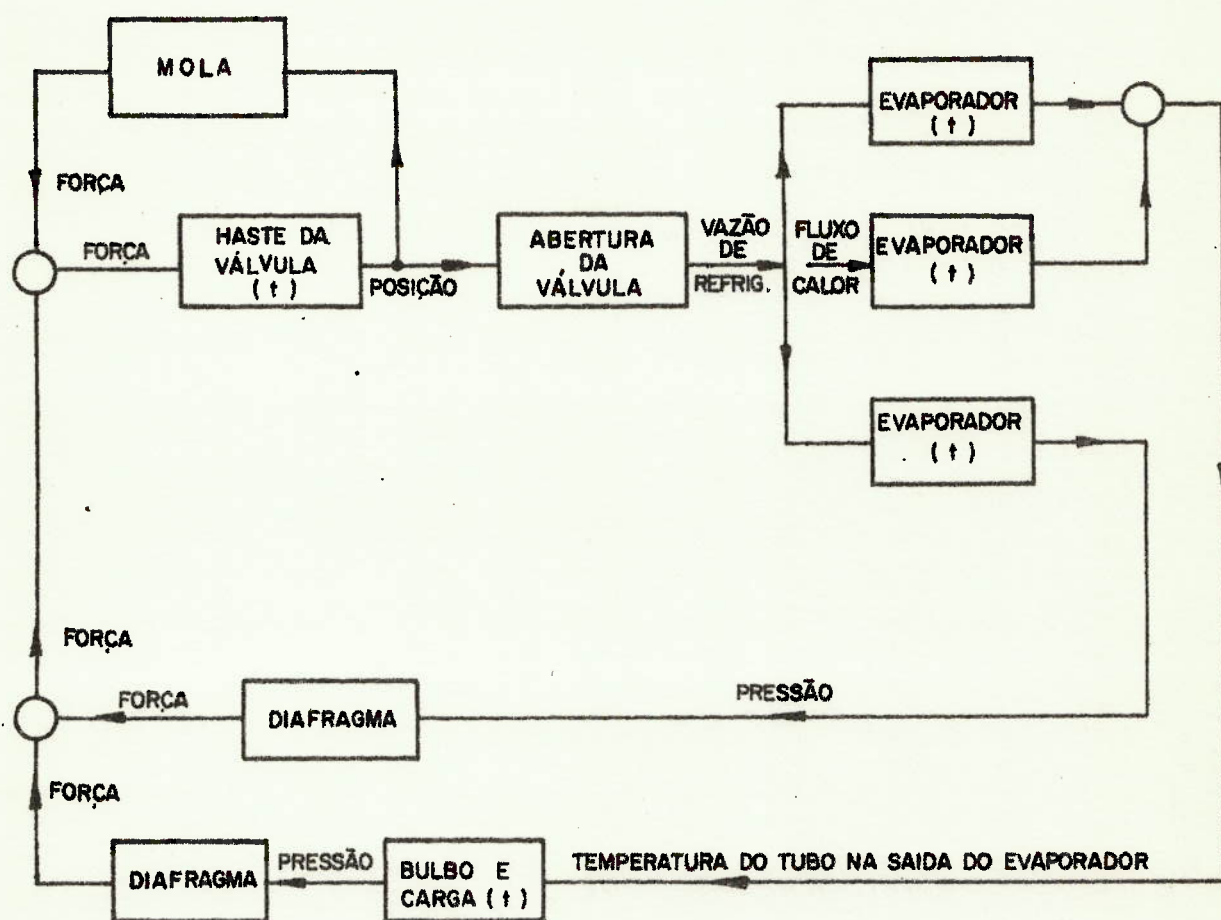 MOLA
FORÇA
FORÇA
HASTE DA
VÁLVULA
(t)
POSIÇÃO
ABERTURA
DA
VÁLVULA
VAZÃO
DE
REFRIG.
FLUXO
DE
CALOR
EVAPORADOR
(t)
EVAPORADOR
(t)
EVAPORADOR
(t)
FORÇA
FORÇA
DIAFRAGMA
PRESSÃO
FORÇA
DIAFRAGMA
PRESSÃO
BULBO E
CARGA (t)
TEMPERATURA DO TUBO NA SAIDA DO EVAPORADOR